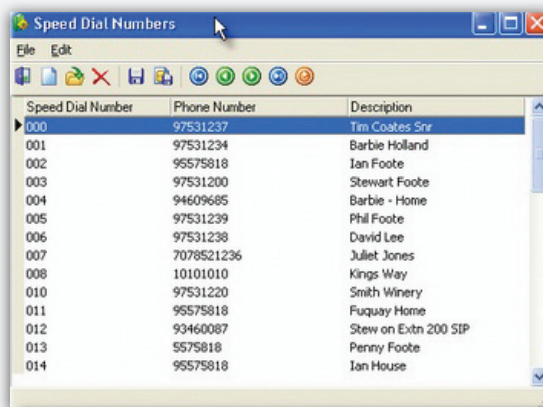 Speed Dial Numbers
File Edit
Speed Dial Number Phone Number Description
000 97531237 Tim Coates Snr
001 97531234 Barbie Holland
002 95575818 Ian Foote
003 97531200 Stewart Foote
004 94609685 Barbie - Home
005 97531239 Phil Foote
006 97531238 David Lee
007 7078521236 Juliet Jones
008 10101010 Kings Way
010 97531220 Smith Winery
011 95575818 Fuquay Home
012 93460087 Stew on Extn 200 SIP
013 5575818 Penny Foote
014 95575818 Ian House